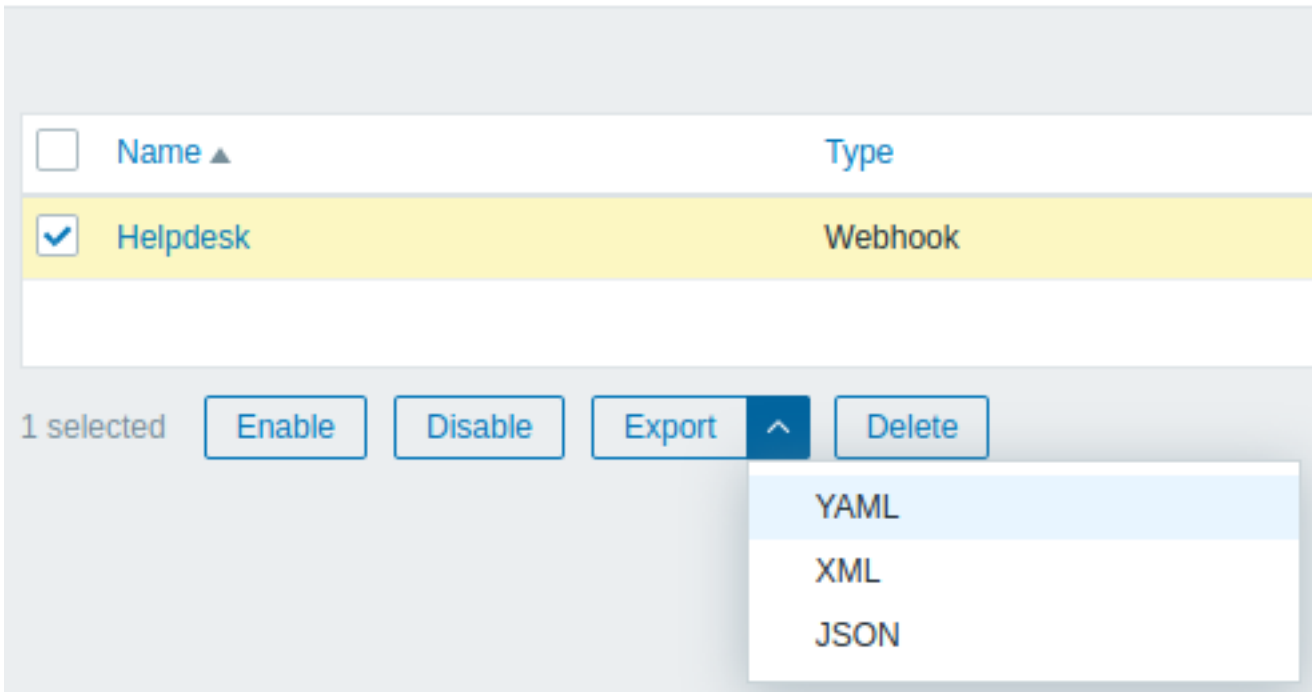 Name Type
Helpdesk Webhook
1 selected Enable Disable Export Delete
YAML
XML
JSON